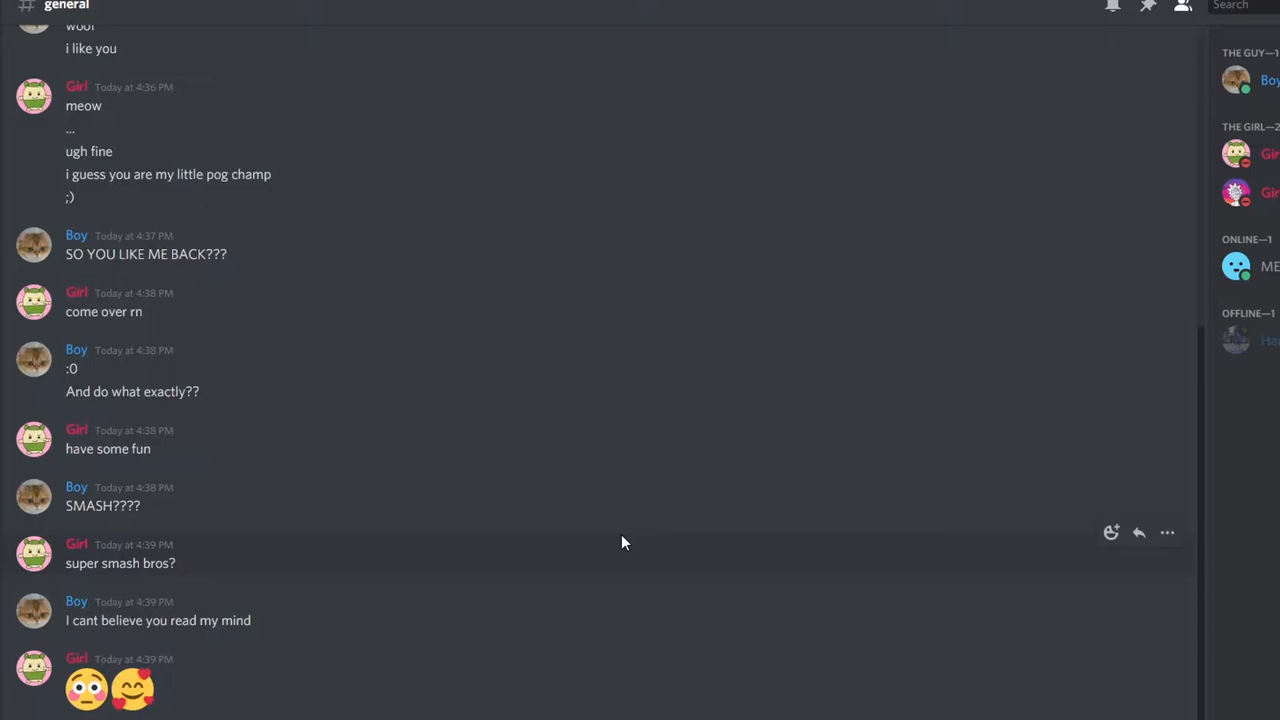 general
Search
woof
i like you
Girl Today at 4:36 PM
meow
...
ugh fine
i guess you are my little pog champ
;)
Boy Today at 4:37 PM
SO YOU LIKE ME BACK???
Girl Today at 4:38 PM
come over rn
Boy Today at 4:38 PM
:0
And do what exactly??
Girl Today at 4:38 PM
have some fun
Boy Today at 4:38 PM
SMASH????
Girl Today at 4:39 PM
super smash bros?
Boy Today at 4:39 PM
I cant believe you read my mind
Girl Today at 4:39 PM
THE GUY—1
Boy
THE GIRL—2
Gir
Gir
ONLINE—1
ME
OFFLINE—1
Ha